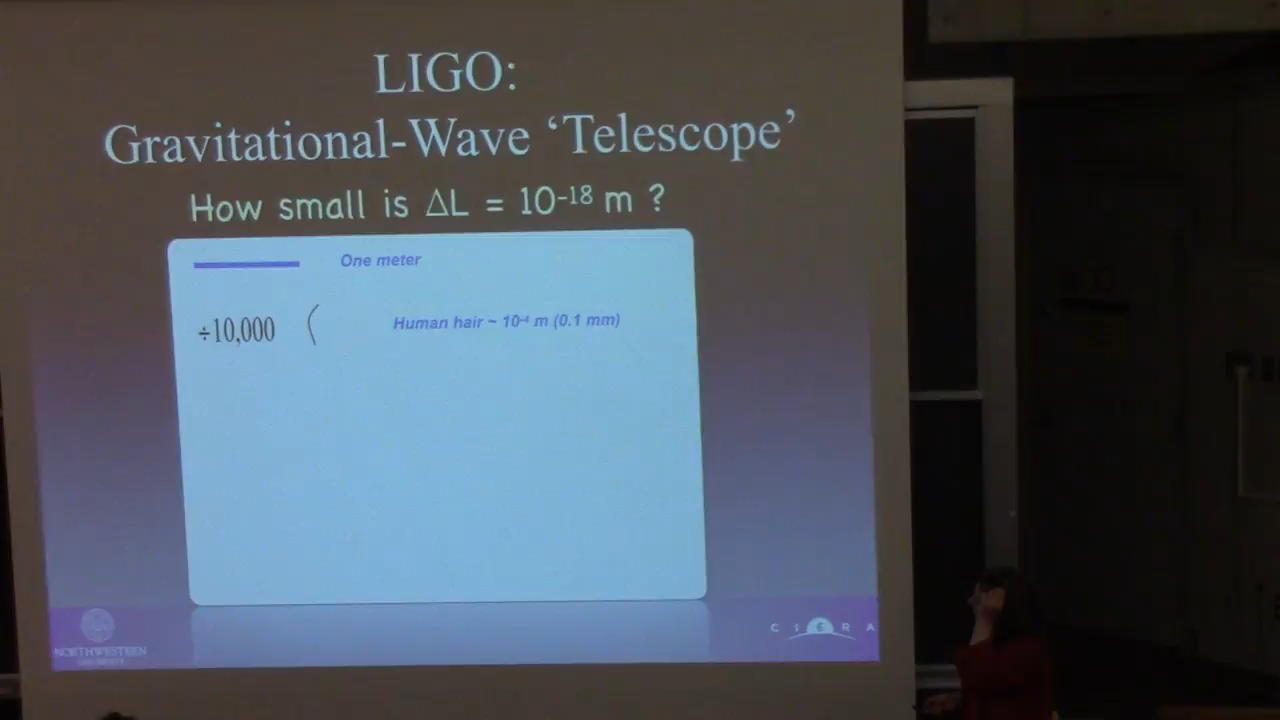 LIGO:
Gravitational-Wave ‘Telescope’
How small is ΔL = 10⁻¹⁸ m ?
One meter
÷10,000
Human hair ~ 10⁻⁴ m (0.1 mm)
NORTHWESTERN
UNIVERSITY
C I E R A